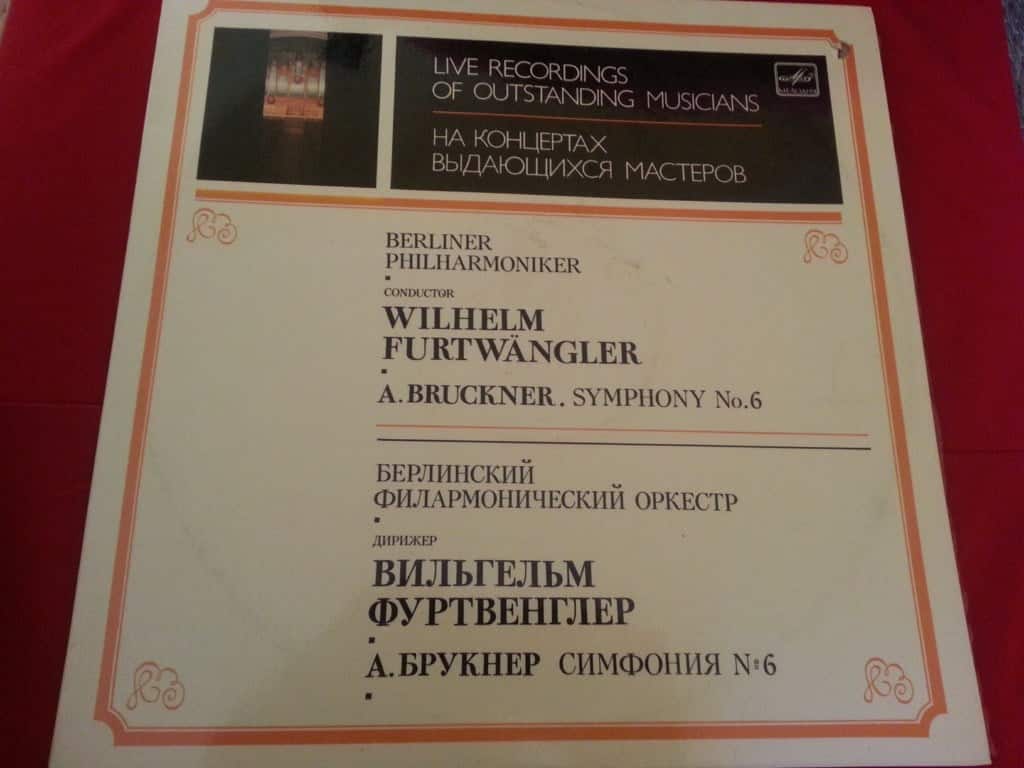 LIVE RECORDINGS
OF OUTSTANDING MUSICIANS
НА КОНЦЕРТАХ
ВЫДАЮЩИХСЯ МАСТЕРОВ
BERLINER
PHILHARMONIKER
CONDUCTOR
WILHELM
FURTWÄNGLER
A. BRUCKNER. SYMPHONY No.6
БЕРЛИНСКИЙ
ФИЛАРМОНИЧЕСКИЙ ОРКЕСТР
ДИРИЖЕР
ВИЛЬГЕЛЬМ
ФУРТВЕНГЛЕР
А. БРУКНЕР СИМФОНИЯ №6